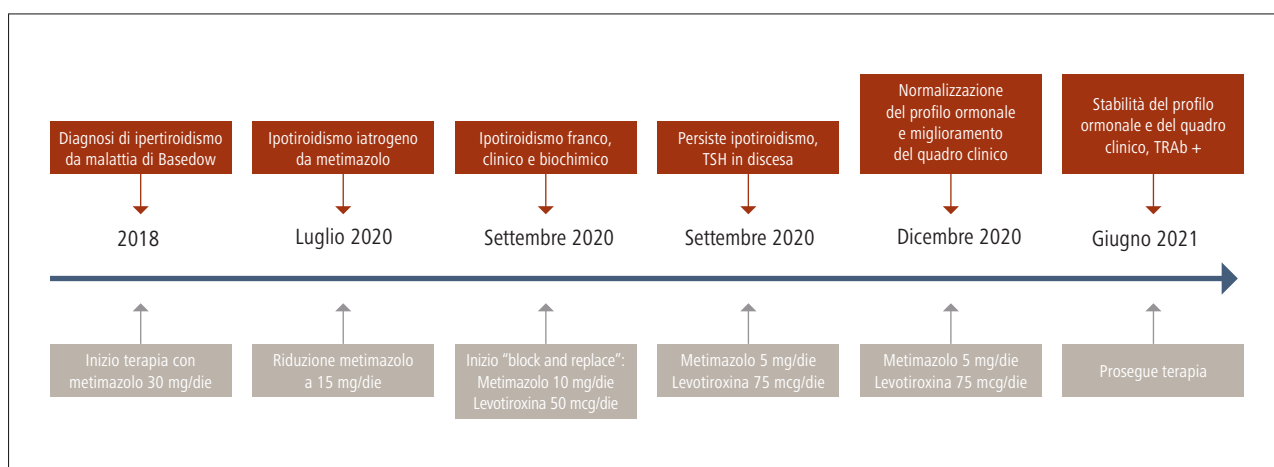 Diagnosi di ipertiroidismo
da malattia di Basedow
Ipotiroidismo iatrogeno
da metimazolo
Ipotiroidismo franco,
clinico e biochimico
Persiste ipotiroidismo,
TSH in discesa
Normalizzazione
del profilo ormonale
e miglioramento
del quadro clinico
Stabilità del profilo
ormonale e del quadro
clinico, TRAb +
2018
Luglio 2020
Settembre 2020
Settembre 2020
Dicembre 2020
Giugno 2021
Inizio terapia con
metimazolo 30 mg/die
Riduzione metimazolo
a 15 mg/die
Inizio “block and replace”:
Metimazolo 10 mg/die
Levotiroxina 50 mcg/die
Metimazolo 5 mg/die
Levotiroxina 75 mcg/die
Metimazolo 5 mg/die
Levotiroxina 75 mcg/die
Prosegue terapia